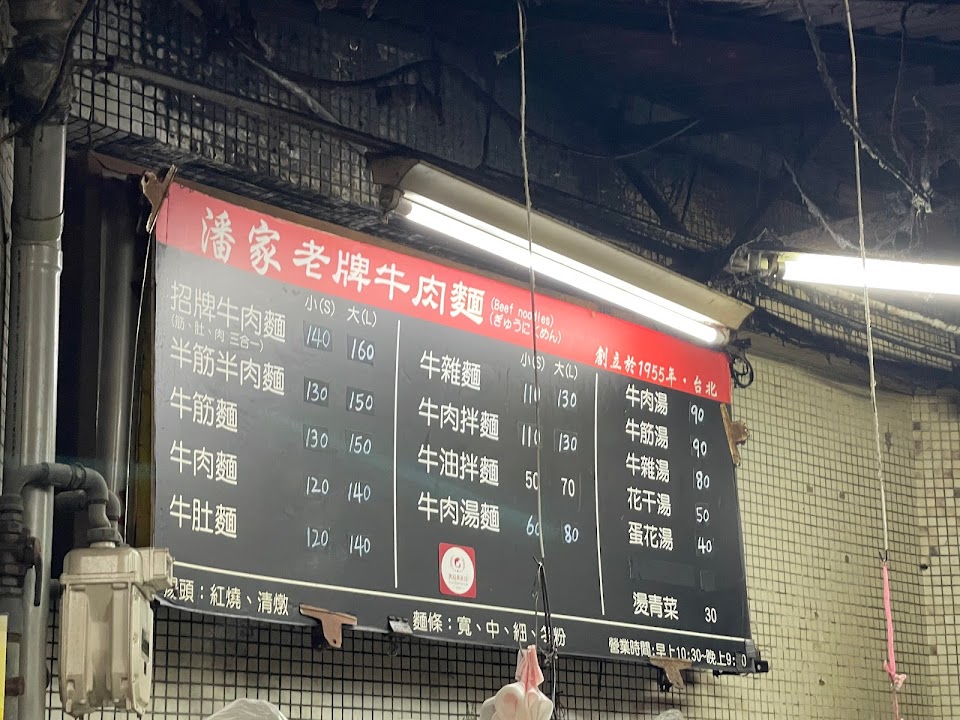 潘家老牌牛肉麵
(Beef noodles)
(ぎゅうにくめん)
創立於1955年・台北
小(S) 大(L)
招牌牛肉麵 140 160
(筋、肚、肉 三合一)
半筋半肉麵 130 150
牛筋麵 130 150
牛肉麵 120 140
牛肚麵 120 140
小(S) 大(L)
牛雜麵 110 130
牛肉拌麵 110 130
牛油拌麵 50 70
牛肉湯麵 60 80
牛肉湯 90
牛筋湯 90
牛雜湯 80
花干湯 50
蛋花湯 40
燙青菜 30
湯頭：紅燒、清燉
麵條：寬、中、細、冬粉
營業時間:早上10:30~晚上9: